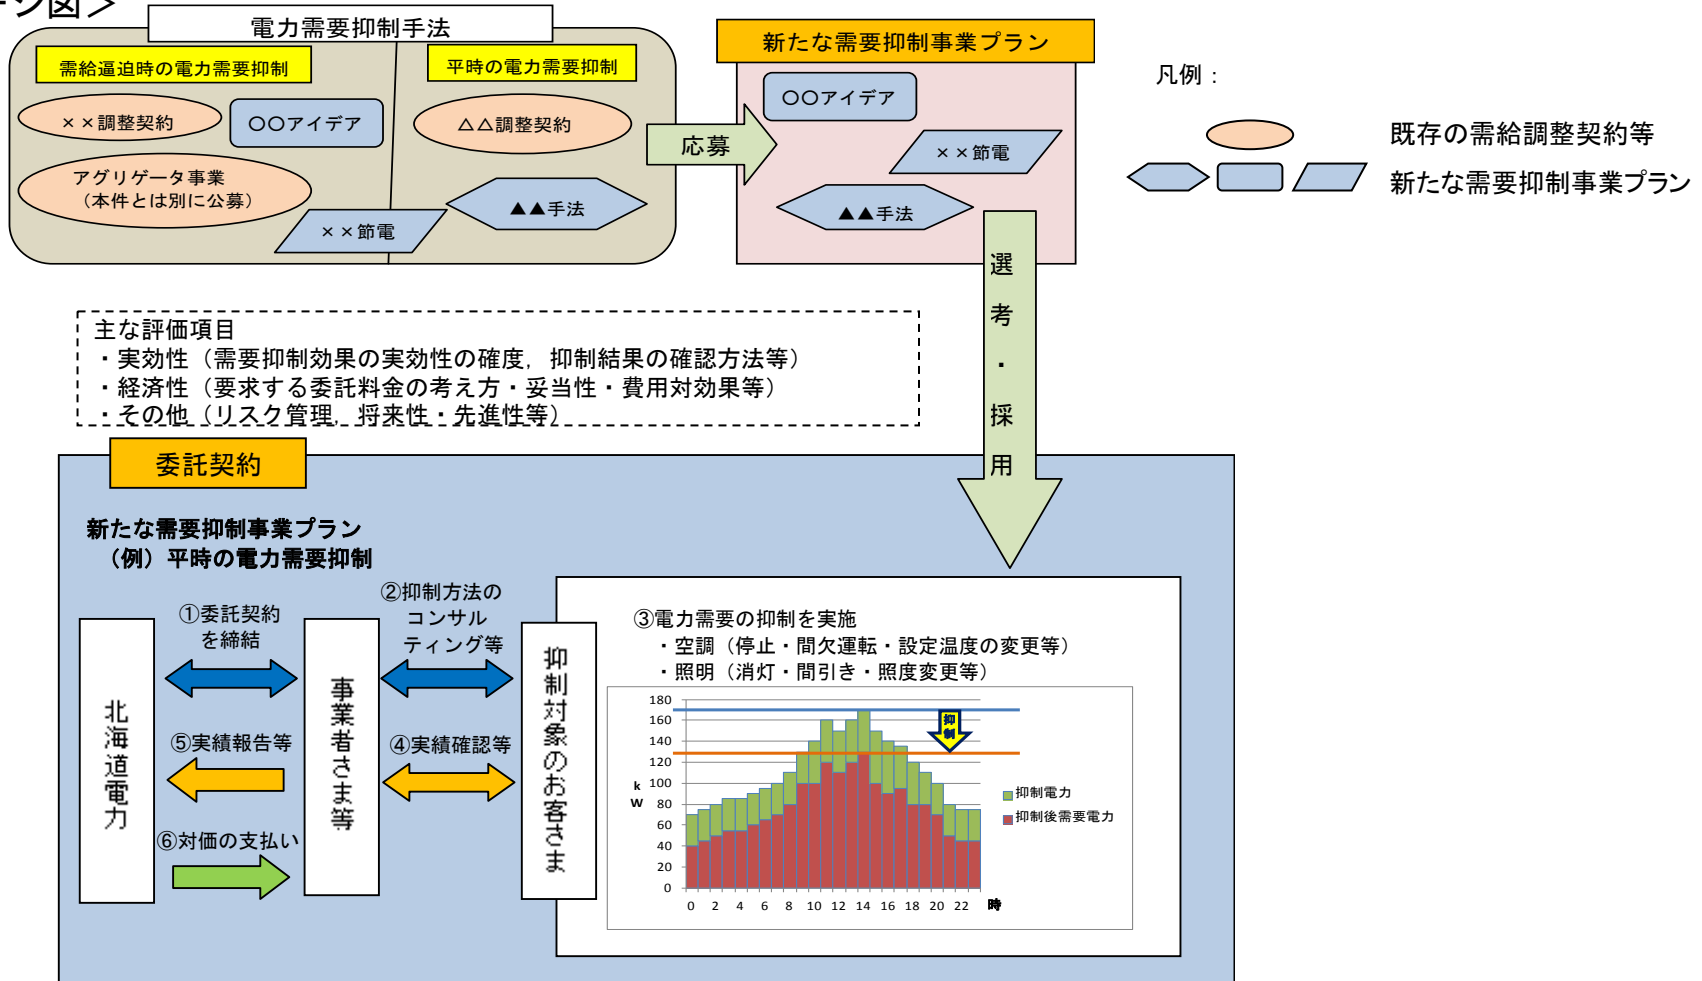 ーン図＞
電力需要抑制手法
需給逼迫時の電力需要抑制
平時の電力需要抑制
××調整契約
〇〇アイデア
△△調整契約
アグリゲータ事業
（本件とは別に公募）
××節電
▲▲手法
応募
新たな需要抑制事業プラン
〇〇アイデア
××節電
▲▲手法
凡例：
既存の需給調整契約等
新たな需要抑制事業プラン
選考・採用
主な評価項目
・実効性（需要抑制効果の実効性の確度，抑制結果の確認方法等）
・経済性（要求する委託料金の考え方・妥当性・費用対効果等）
・その他（リスク管理，将来性・先進性等）
委託契約
新たな需要抑制事業プラン
（例）平時の電力需要抑制
北海道電力
①委託契約
を締結
⑤実績報告等
⑥対価の支払い
事業者さま等
②抑制方法の
コンサル
ティング等
④実績確認等
抑制対象のお客さま
③電力需要の抑制を実施
・空調（停止・間欠運転・設定温度の変更等）
・照明（消灯・間引き・照度変更等）
180
160
140
120
100
80
60
40
20
0
k
W
抑
制
抑制電力
抑制後需要電力
0 2 4 6 8 10 12 14 16 18 20 22 時